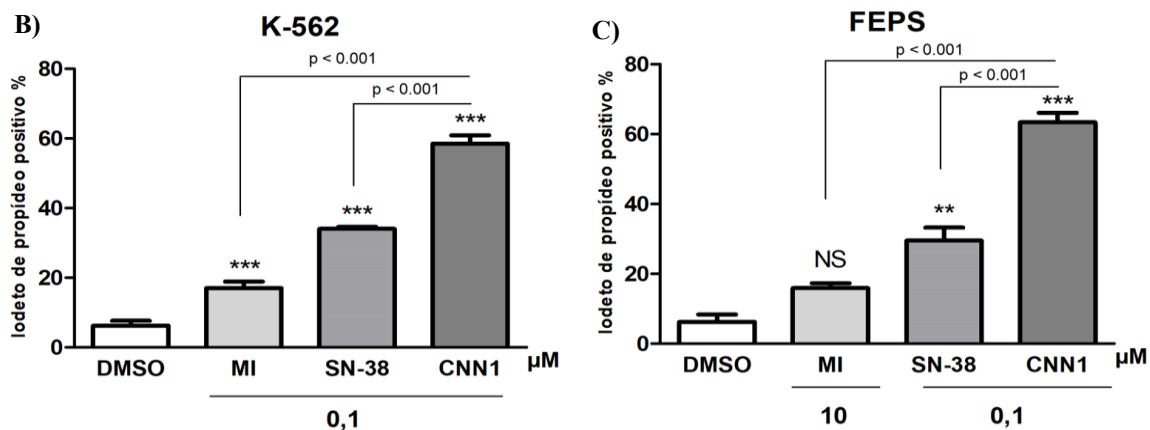 B)
K-562
Iodeto de propídeo positivo %
80
60
40
20
0
p < 0.001
p < 0.001
***
***
***
DMSO MI SN-38 CNN1 µM
0,1
C)
FEPS
Iodeto de propídeo positivo %
80
60
40
20
0
p < 0.001
p < 0.001
***
**
NS
DMSO MI SN-38 CNN1 µM
10 0,1